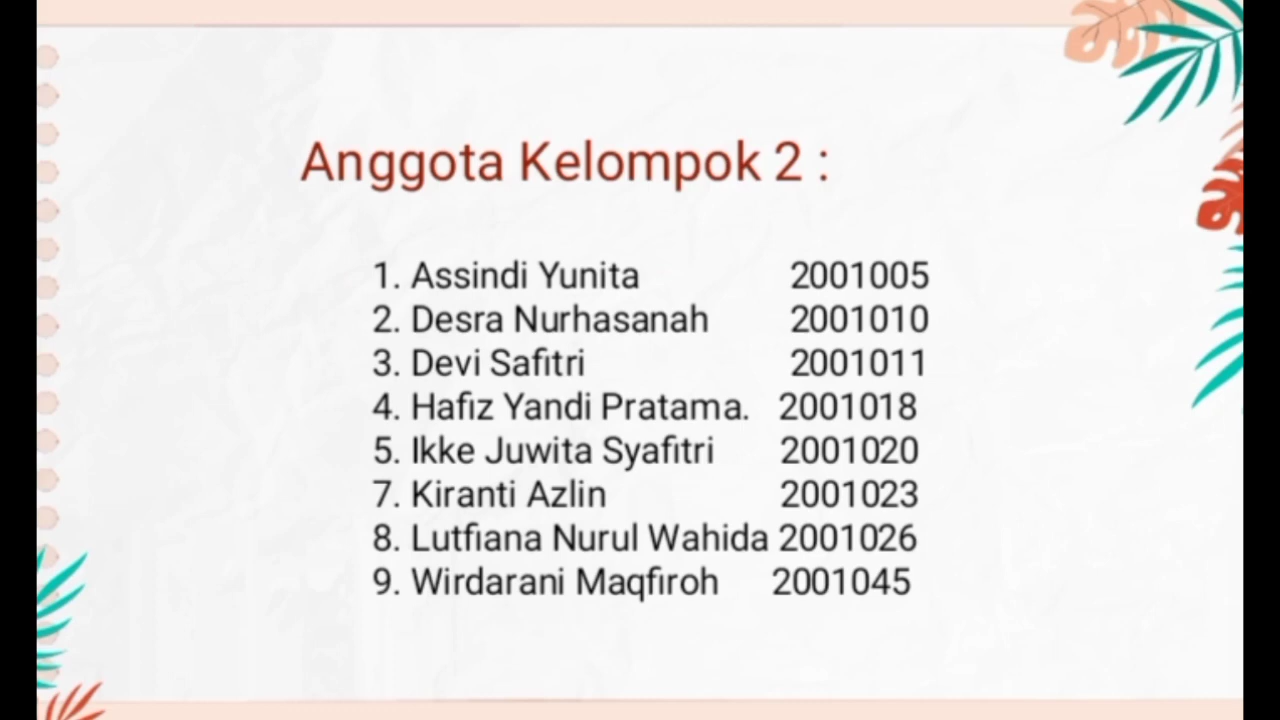 Anggota Kelompok 2 :
1. Assindi Yunita 2001005
2. Desra Nurhasanah 2001010
3. Devi Safitri 2001011
4. Hafiz Yandi Pratama. 2001018
5. Ikke Juwita Syafitri 2001020
7. Kiranti Azlin 2001023
8. Lutfiana Nurul Wahida 2001026
9. Wirdarani Maqfiroh 2001045